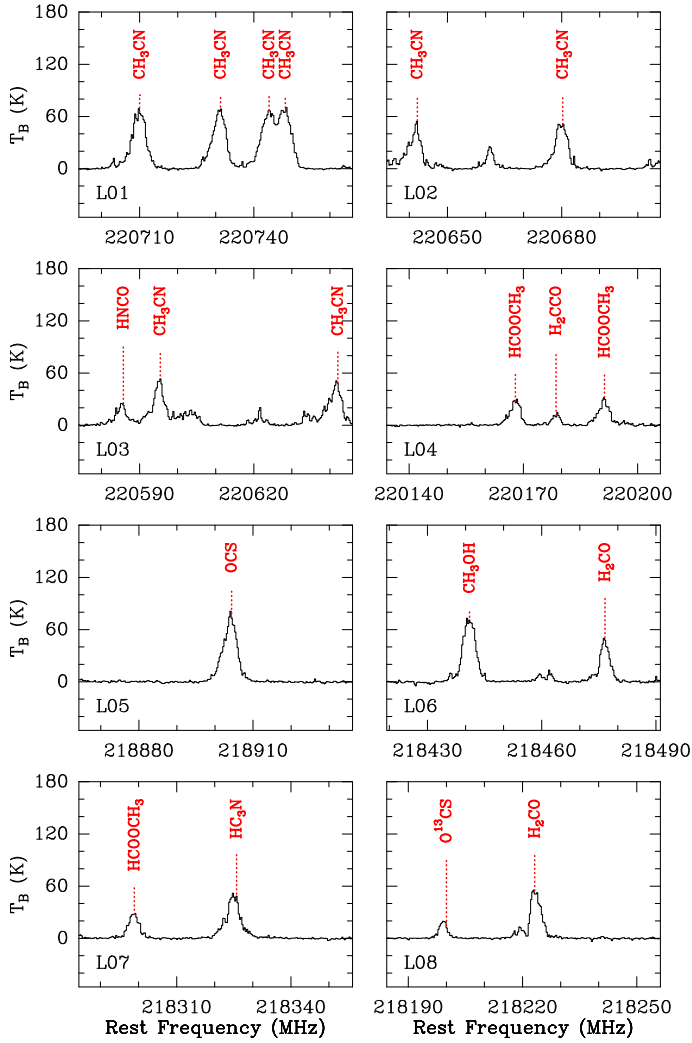 180
120
60
0
T_B (K)
CH₃CN
CH₃CN
CH₃CN
CH₃CN
L01
220710
220740
CH₃CN
CH₃CN
L02
220650
220680
180
120
60
0
T_B (K)
HNCO
CH₃CN
CH₃CN
L03
220590
220620
HCOOCH₃
H₂CCO
HCOOCH₃
L04
220140
220170
220200
180
120
60
0
T_B (K)
OCS
L05
218880
218910
CH₃OH
H₂CO
L06
218430
218460
218490
180
120
60
0
T_B (K)
HCOOCH₃
HC₃N
L07
218310
218340
Rest Frequency (MHz)
O¹³CS
H₂CO
L08
218190
218220
218250
Rest Frequency (MHz)